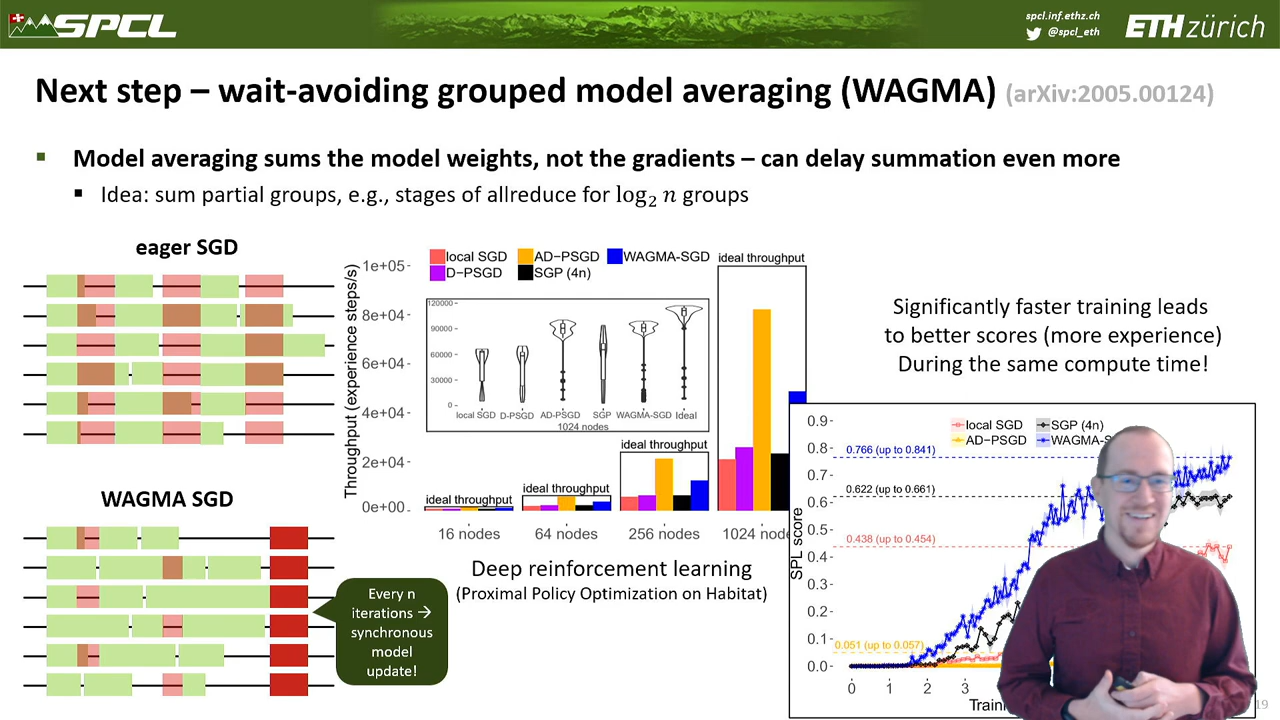 SPCL
spcl.inf.ethz.ch
@spcl_eth
ETH zürich
Next step – wait-avoiding grouped model averaging (WAGMA) (arXiv:2005.00124)
Model averaging sums the model weights, not the gradients – can delay summation even more
Idea: sum partial groups, e.g., stages of allreduce for log₂ n groups
eager SGD
WAGMA SGD
Every n
iterations →
synchronous
model
update!
Throughput (experience steps/s)
1e+05
8e+04
6e+04
4e+04
2e+04
0e+00
local SGD AD−PSGD WAGMA-SGD
D−PSGD SGP (4n)
120000
90000
60000
30000
0
local SGD D-PSGD AD-PSGD SGP WAGMA-SGD Ideal
1024 nodes
ideal throughput
ideal throughput
ideal throughput
ideal throughput
16 nodes 64 nodes 256 nodes 1024
Deep reinforcement learning
(Proximal Policy Optimization on Habitat)
Significantly faster training leads
to better scores (more experience)
During the same compute time!
SPL score
0.9
0.8
0.7
0.6
0.5
0.4
0.3
0.2
0.1
0.0
local SGD SGP (4n)
AD−PSGD WAGMA-S
0.766 (up to 0.841)
0.622 (up to 0.661)
0.438 (up to 0.454)
0.051 (up to 0.057)
0 1 2 3
Traini
19